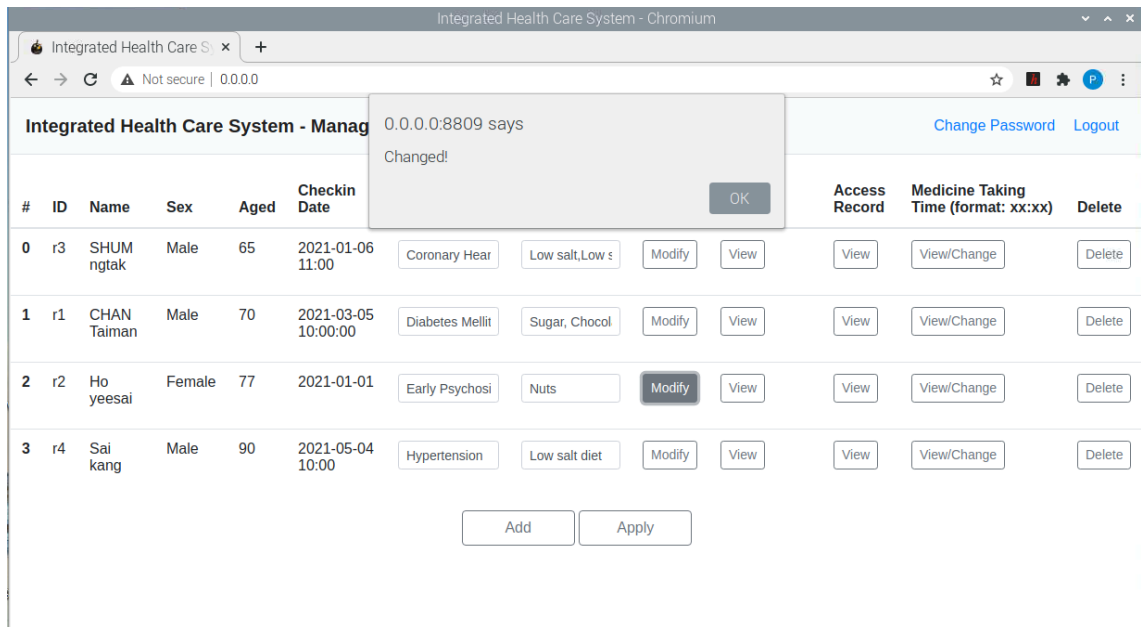 Integrated Health Care System - Chromium
Integrated Health Care Sy
Not secure | 0.0.0.0
P
Integrated Health Care System - Manag
Change Password Logout
0.0.0.0:8809 says
Changed!
OK
# ID Name Sex Aged Checkin Date Access Record Medicine Taking Time (format: xx:xx) Delete
0 r3 SHUM ngtak Male 65 2021-01-06 11:00 Coronary Hear Low salt,Low s Modify View View View/Change Delete
1 r1 CHAN Taiman Male 70 2021-03-05 10:00:00 Diabetes Mellit Sugar, Chocol Modify View View View/Change Delete
2 r2 Ho yeesai Female 77 2021-01-01 Early Psychosi Nuts Modify View View View/Change Delete
3 r4 Sai kang Male 90 2021-05-04 10:00 Hypertension Low salt diet Modify View View View/Change Delete
Add Apply